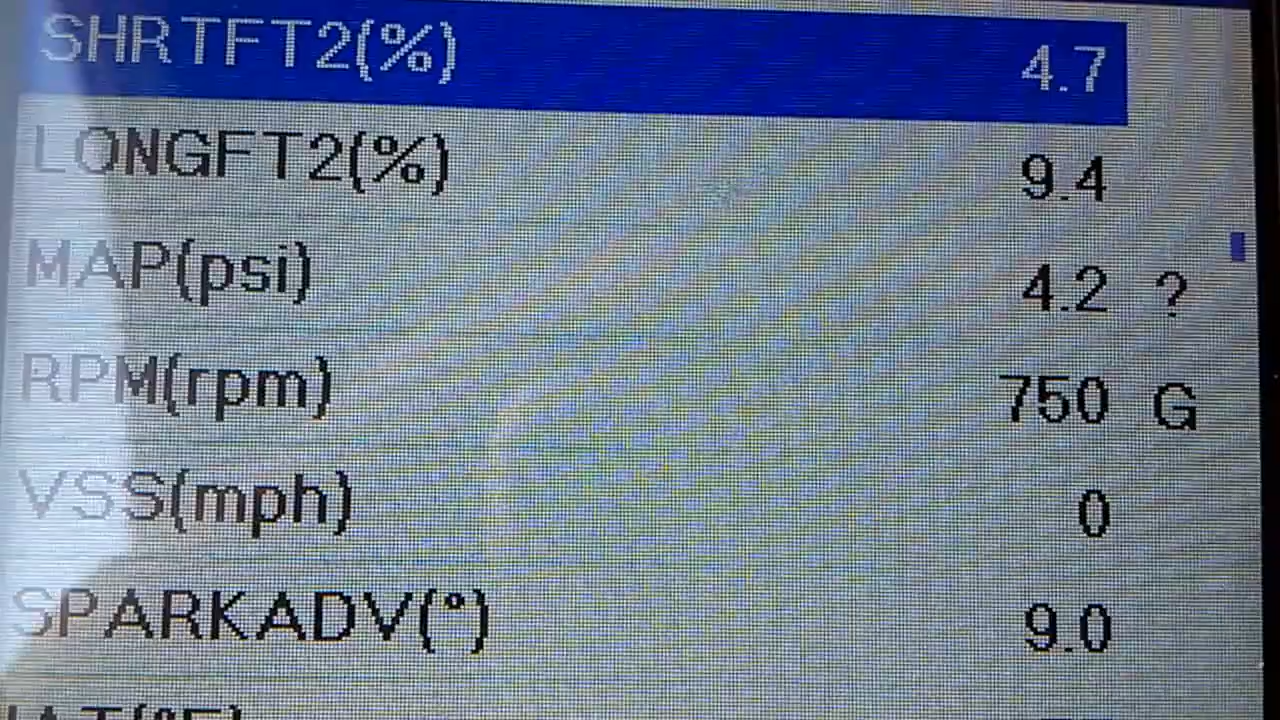 SHRTFT2(%) 4.7
LONGFT2(%) 9.4
MAP(psi) 4.2 ?
RPM(rpm) 750 G
VSS(mph) 0
SPARKADV(°) 9.0
IAT(°F)